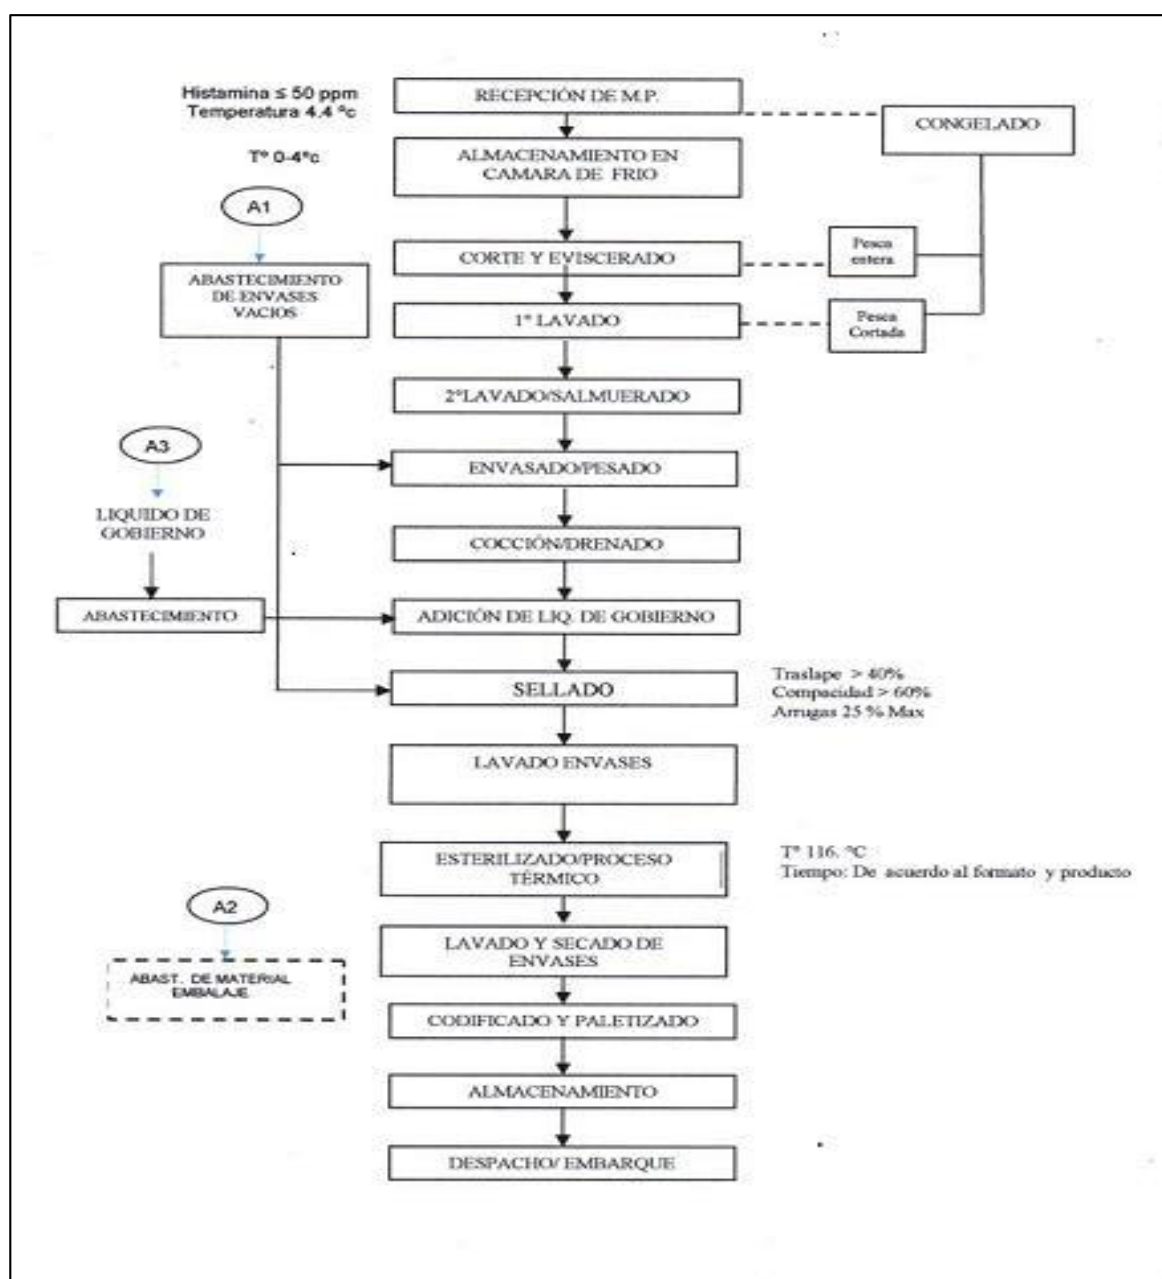 Histamina ≤ 50 ppm
Temperatura 4.4 °c
RECEPCIÓN DE M.P.
CONGELADO
T° 0-4°c
ALMACENAMIENTO EN
CAMARA DE FRIO
A1
CORTE Y EVISCERADO
Pesca
entera
ABASTECIMIENTO
DE ENVASES
VACIOS
1° LAVADO
Pesca
Cortada
2°LAVADO/SALMUERADO
A3
ENVASADO/PESADO
LIQUIDO DE
GOBIERNO
COCCIÓN/DRENADO
ABASTECIMIENTO
ADICIÓN DE LIQ. DE GOBIERNO
SELLADO
Traslape > 40%
Compacidad > 60%
Arrugas 25 % Max
LAVADO ENVASES
ESTERILIZADO/PROCESO
TÉRMICO
T° 116. °C
Tiempo: De acuerdo al formato y producto
A2
LAVADO Y SECADO DE
ENVASES
ABAST. DE MATERIAL
EMBALAJE
CODIFICADO Y PALETIZADO
ALMACENAMIENTO
DESPACHO/ EMBARQUE